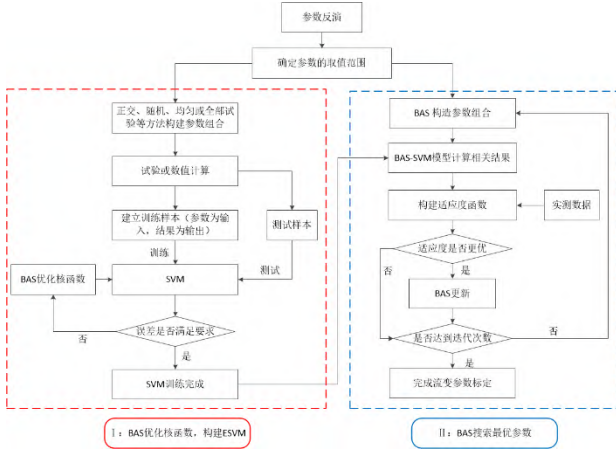 参数反演
确定参数的取值范围
正交、随机、均匀或全部试
验等方法构建参数组合
试验或数值计算
建立训练样本（参数为输
入，结果为输出）
测试样本
训练
测试
BAS优化核函数
SVM
误差是否满足要求
否
是
SVM训练完成
Ⅰ：BAS优化核函数，构建ESVM
BAS 构造参数组合
BAS-SVM模型计算相关结果
构建适应度函数
实测数据
适应度是否更优
否
是
BAS更新
是否达到迭代次数
否
是
完成流变参数标定
Ⅱ：BAS搜索最优参数